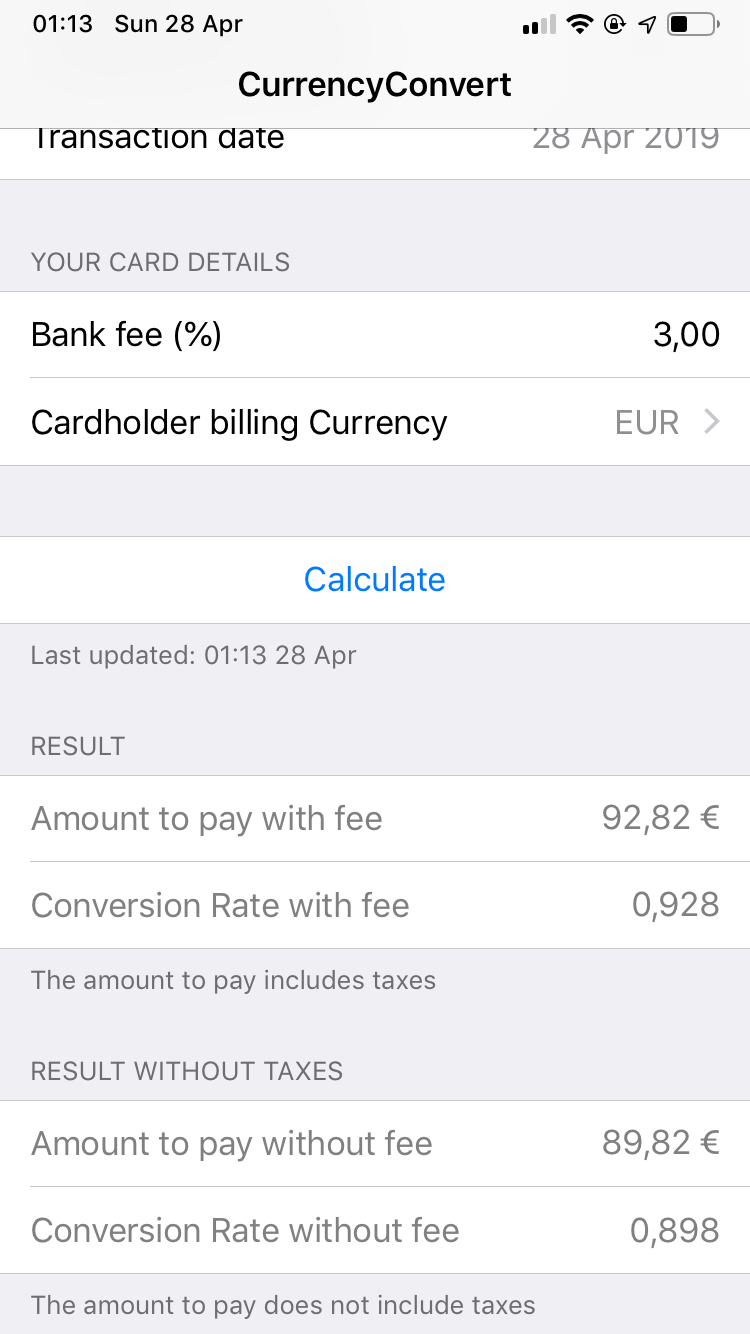 01:13 Sun 28 Apr
CurrencyConvert
Transaction date 28 Apr 2019
YOUR CARD DETAILS
Bank fee (%) 3,00
Cardholder billing Currency EUR
Calculate
Last updated: 01:13 28 Apr
RESULT
Amount to pay with fee 92,82 €
Conversion Rate with fee 0,928
The amount to pay includes taxes
RESULT WITHOUT TAXES
Amount to pay without fee 89,82 €
Conversion Rate without fee 0,898
The amount to pay does not include taxes